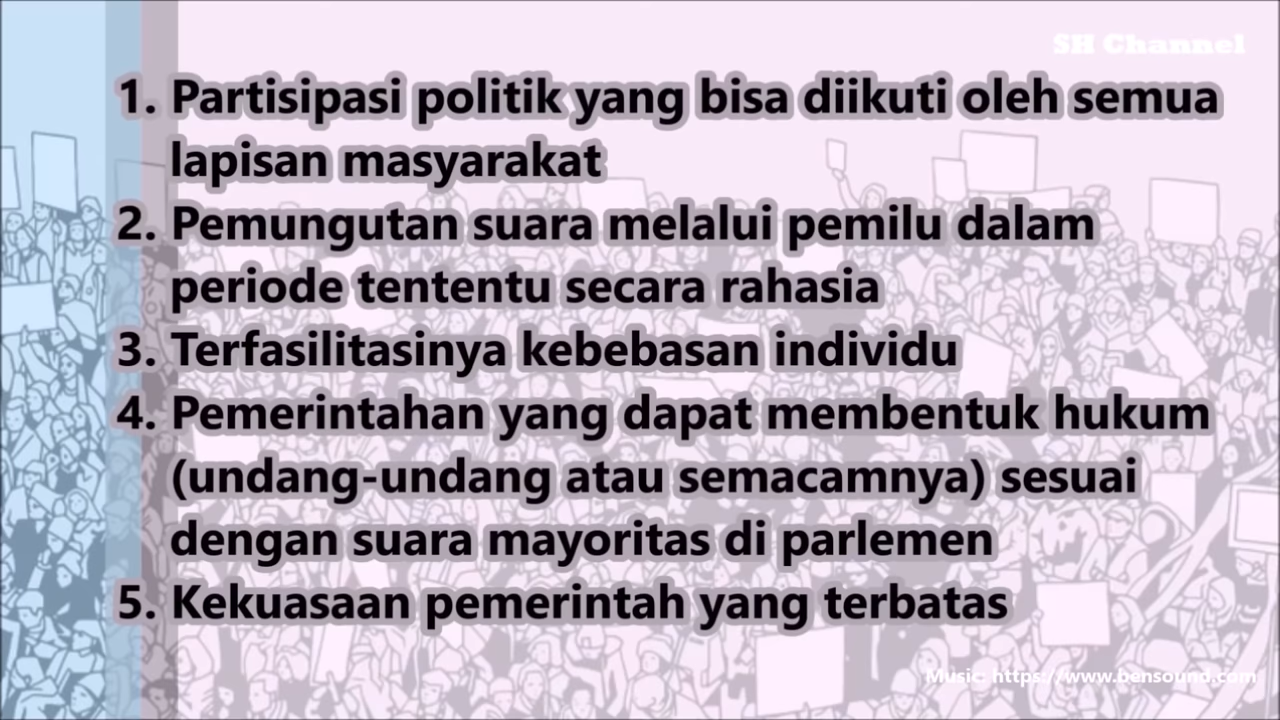 SH Channel
1. Partisipasi politik yang bisa diikuti oleh semua
lapisan masyarakat
2. Pemungutan suara melalui pemilu dalam
periode tententu secara rahasia
3. Terfasilitasinya kebebasan individu
4. Pemerintahan yang dapat membentuk hukum
(undang-undang atau semacamnya) sesuai
dengan suara mayoritas di parlemen
5. Kekuasaan pemerintah yang terbatas
Music: https://www.bensound.com